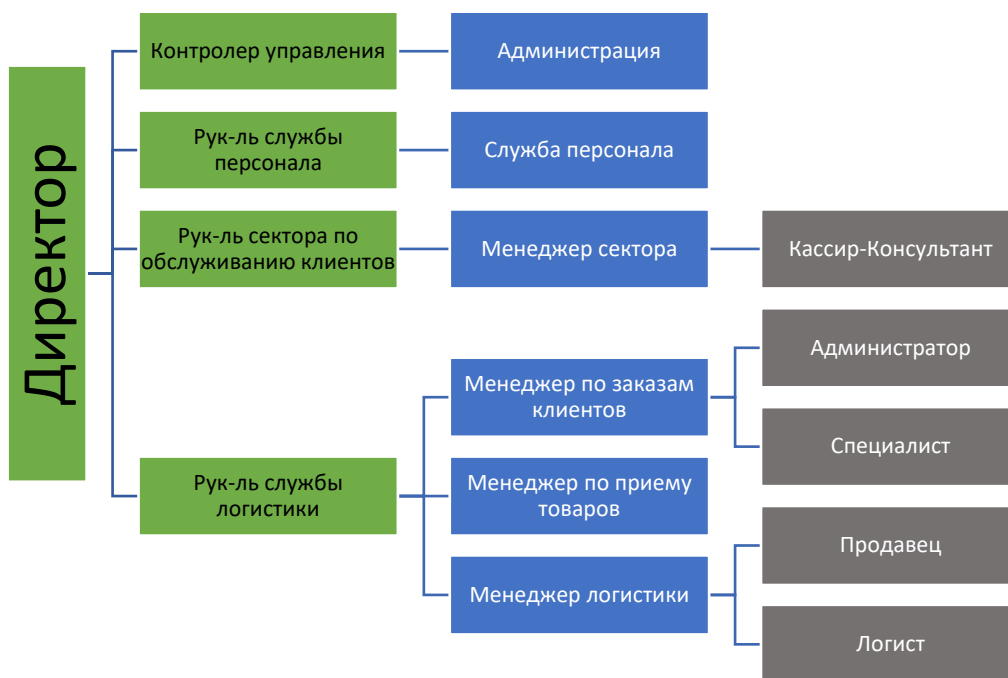 Директор
Контролер управления
Администрация
Рук-ль службы
персонала
Служба персонала
Рук-ль сектора по
обслуживанию клиентов
Менеджер сектора
Кассир-Консультант
Рук-ль службы
логистики
Менеджер по заказам
клиентов
Администратор
Специалист
Менеджер по приему
товаров
Менеджер логистики
Продавец
Логист